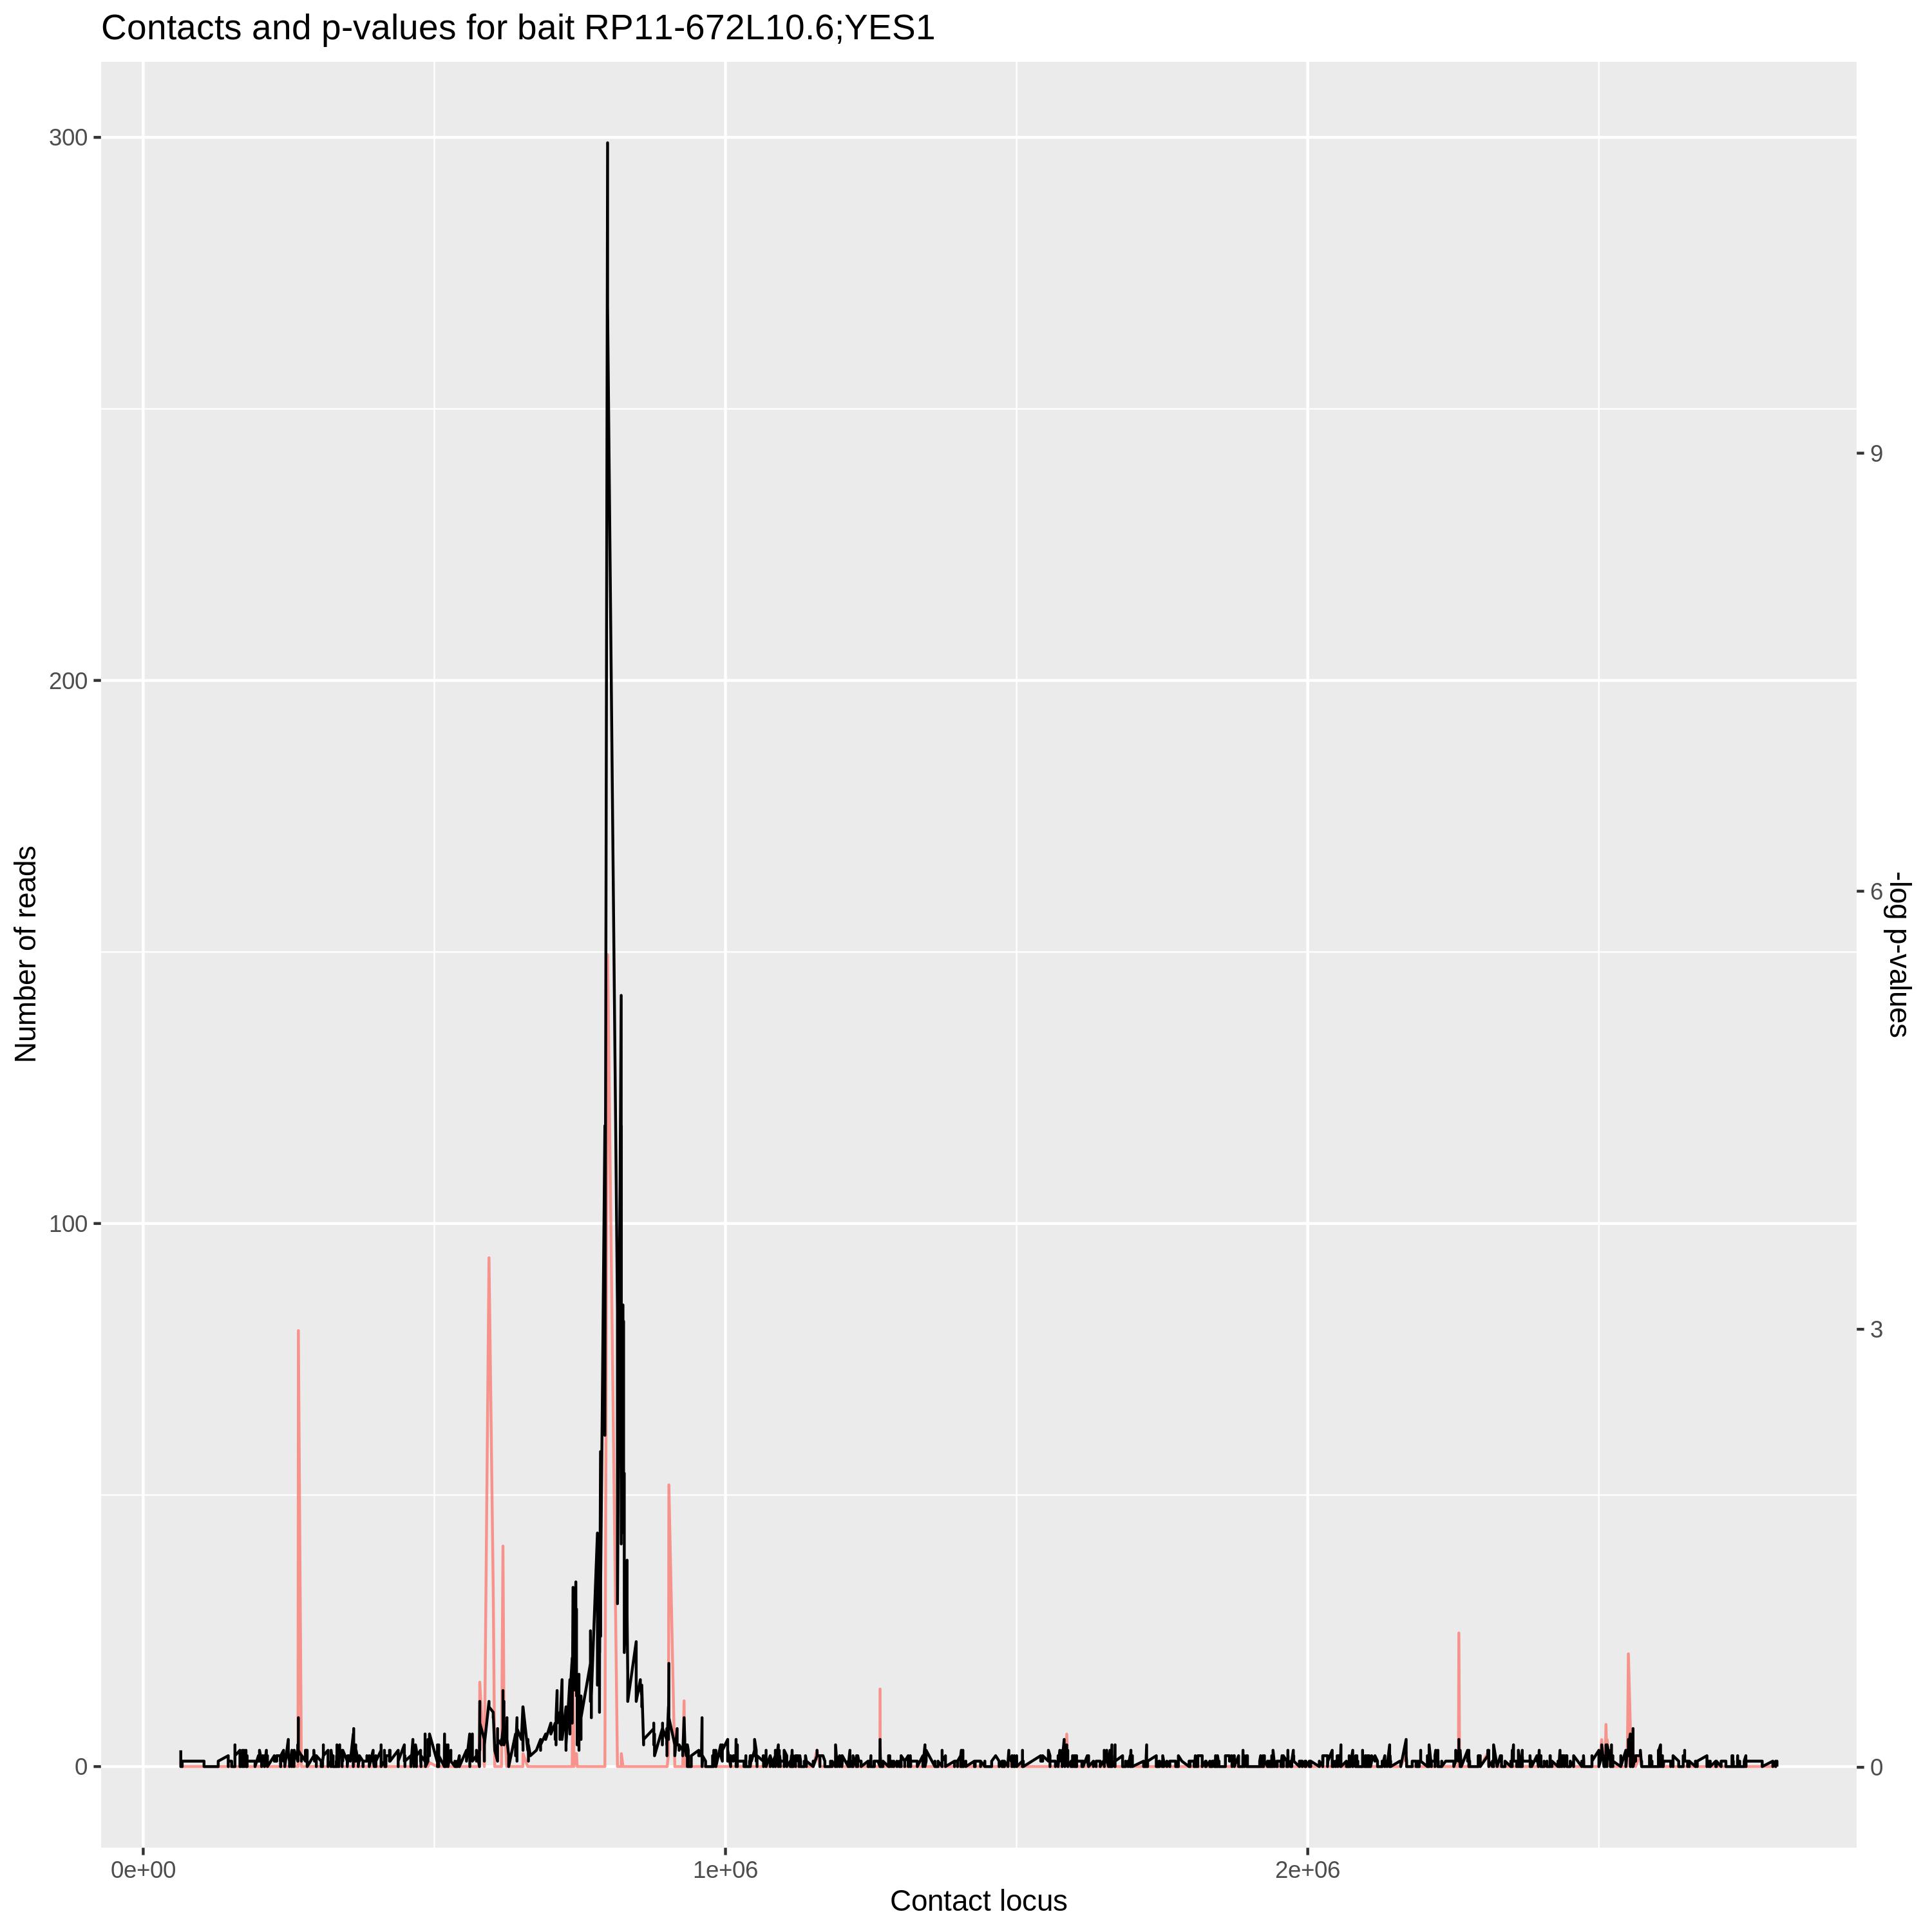 Contacts and p-values for bait RP11-672L10.6;YES1
300
200
100
0
Number of reads
9
6
3
0
-log p-values
0e+00
1e+06
2e+06
Contact locus